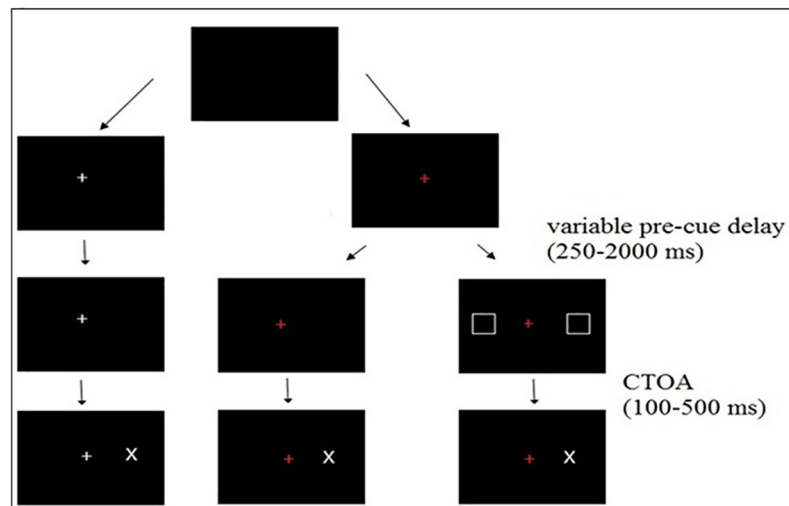 variable pre-cue delay
(250-2000 ms)
CTOA
(100-500 ms)
X
X
X